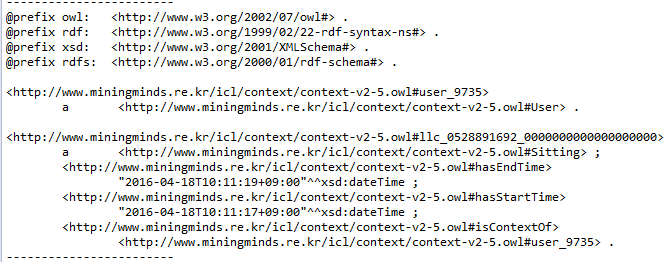 --------------------------
@prefix owl: <http://www.w3.org/2002/07/owl#> .
@prefix rdf: <http://www.w3.org/1999/02/22-rdf-syntax-ns#> .
@prefix xsd: <http://www.w3.org/2001/XMLSchema#> .
@prefix rdfs: <http://www.w3.org/2000/01/rdf-schema#> .
<http://www.miningminds.re.kr/icl/context/context-v2-5.owl#user_9735>
a <http://www.miningminds.re.kr/icl/context/context-v2-5.owl#User> .
<http://www.miningminds.re.kr/icl/context/context-v2-5.owl#llc_0528891692_0000000000000000000>
a <http://www.miningminds.re.kr/icl/context/context-v2-5.owl#Sitting> ;
<http://www.miningminds.re.kr/icl/context/context-v2-5.owl#hasEndTime>
"2016-04-18T10:11:19+09:00"^^xsd:dateTime ;
<http://www.miningminds.re.kr/icl/context/context-v2-5.owl#hasStartTime>
"2016-04-18T10:11:17+09:00"^^xsd:dateTime ;
<http://www.miningminds.re.kr/icl/context/context-v2-5.owl#isContextOf>
<http://www.miningminds.re.kr/icl/context/context-v2-5.owl#user_9735> .
--------------------------